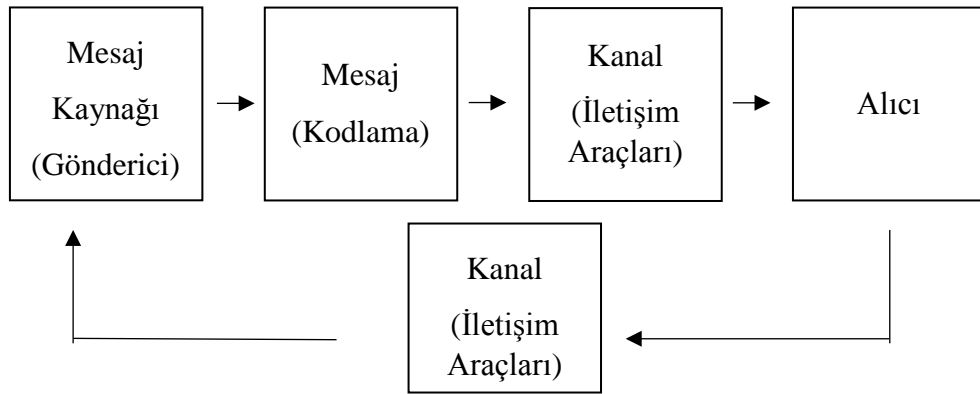 Mesaj
Kaynağı
(Gönderici)
Mesaj
(Kodlama)
Kanal
(İletişim
Araçları)
Alıcı
Kanal
(İletişim
Araçları)